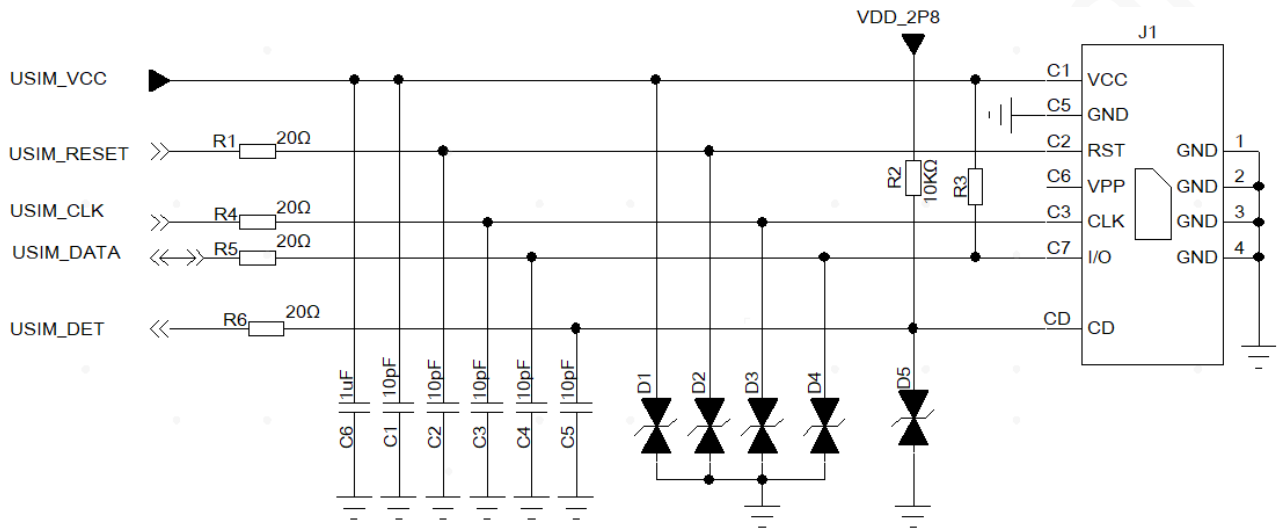 VDD_2P8
J1
USIM_VCC
C1
VCC
C5
GND
USIM_RESET
R1
20Ω
C2
RST
GND
1
R2
10KΩ
R3
C6
VPP
GND
2
USIM_CLK
R4
20Ω
C3
CLK
GND
3
USIM_DATA
R5
20Ω
C7
I/O
GND
4
USIM_DET
R6
20Ω
CD
CD
1uF
10pF
10pF
10pF
10pF
10pF
D1
D2
D3
D4
D5
C6
C1
C2
C3
C4
C5